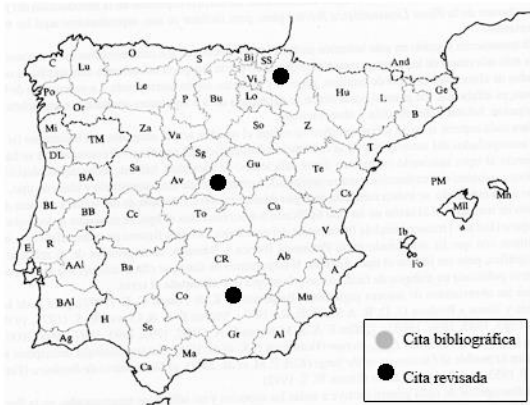 C
Lu
O
S
Bi
SS
And
Po
Le
Vi
Or
P
Bu
Lo
Hu
L
Ge
B
Mi
TM
Za
Va
So
Z
T
DL
Sg
Gu
Te
BA
Sa
Av
PM
Mn
Cs
Mll
BL
BB
Cc
To
Cu
V
Ib
Fo
E
R
AAl
Ba
CR
Ab
A
BAl
Co
Mu
H
Se
Gr
Al
Ag
Ma
Ca
Cita bibliográfica
Cita revisada